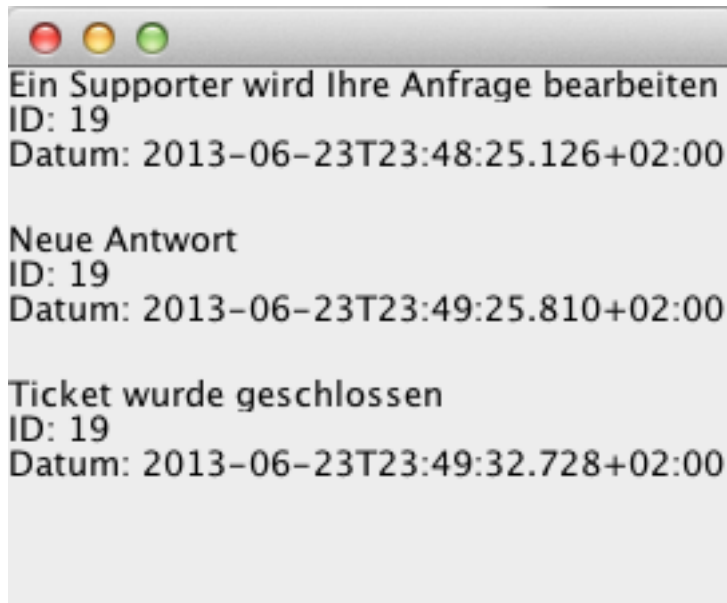 Ein Supporter wird Ihre Anfrage bearbeiten
ID: 19
Datum: 2013-06-23T23:48:25.126+02:00
Neue Antwort
ID: 19
Datum: 2013-06-23T23:49:25.810+02:00
Ticket wurde geschlossen
ID: 19
Datum: 2013-06-23T23:49:32.728+02:00